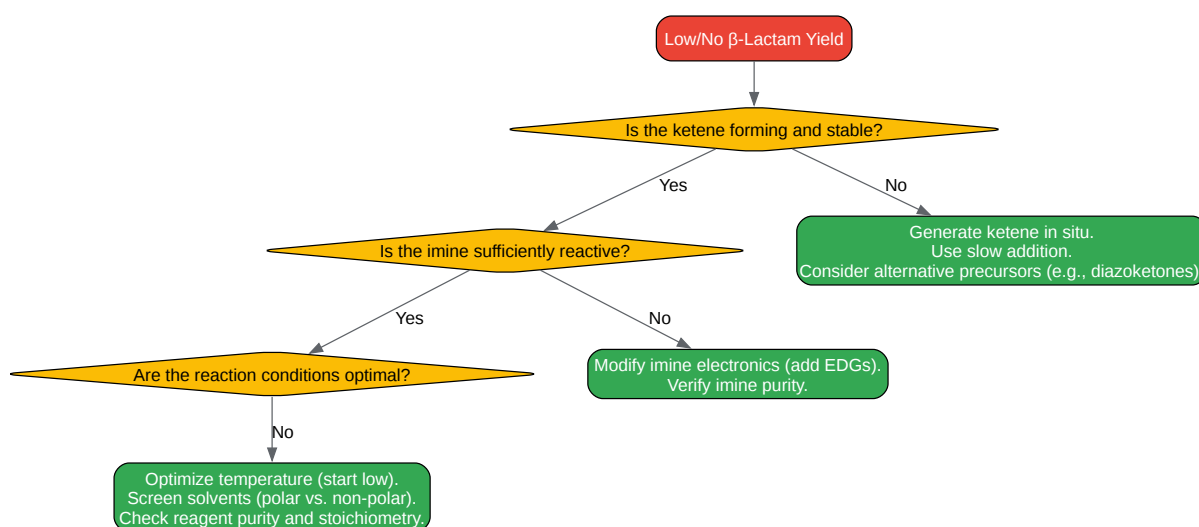 Low/No β-Lactam Yield
Is the ketene forming and stable?
Yes
No
Generate ketene in situ.
Use slow addition.
Consider alternative precursors (e.g., diazoketones)
Is the imine sufficiently reactive?
Yes
No
Modify imine electronics (add EDGs).
Verify imine purity.
Are the reaction conditions optimal?
No
Optimize temperature (start low).
Screen solvents (polar vs. non-polar).
Check reagent purity and stoichiometry.